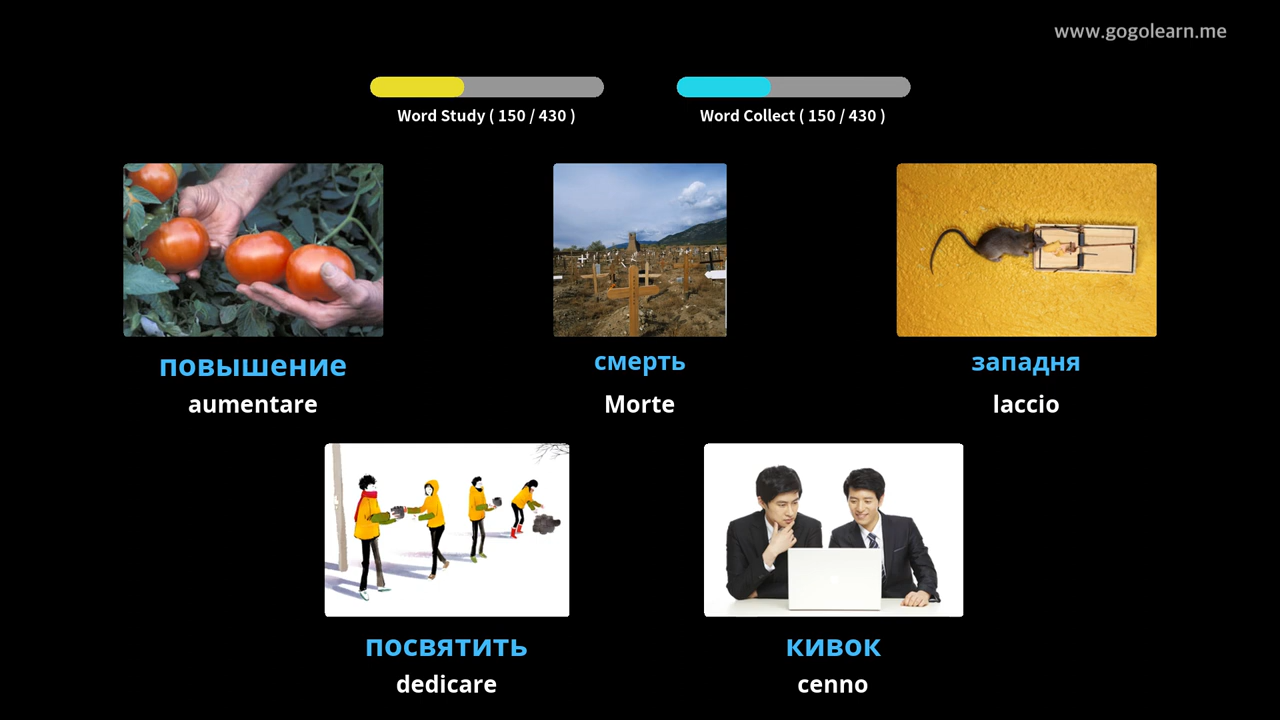 www.gogolearn.me
Word Study ( 150 / 430 )
Word Collect ( 150 / 430 )
повышение
aumentare
смерть
Morte
западня
laccio
посвятить
dedicare
кивок
cenno